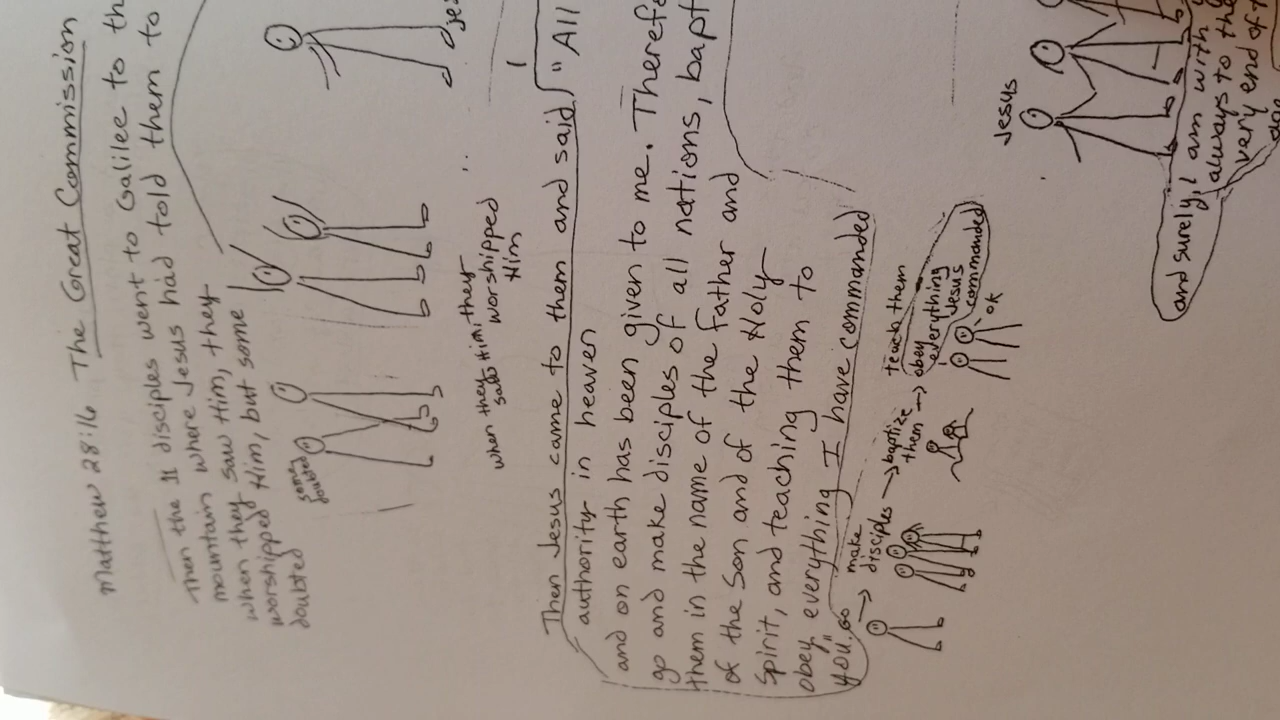 Matthew 28:16 The Great Commission
Then the 11 disciples went to Galilee to th
mountain where Jesus had told them to
when they saw Him, they
worshipped Him, but some
doubted
some
doubted
jes
when they
saw Him, they
worshipped
Him
Then Jesus came to them and said, "All
authority in heaven
and on earth has been given to me. Therefo
go and make disciples of all nations, bapt
them in the name of the Father and
of the Son and of the Holy
Spirit, and teaching them to
obey everything I have commanded
you."
Go → make
disciples → baptize
them → teach them
obey
everything
Jesus
commanded
ok
Jesus
and surely, I am with
always to the
very end of t